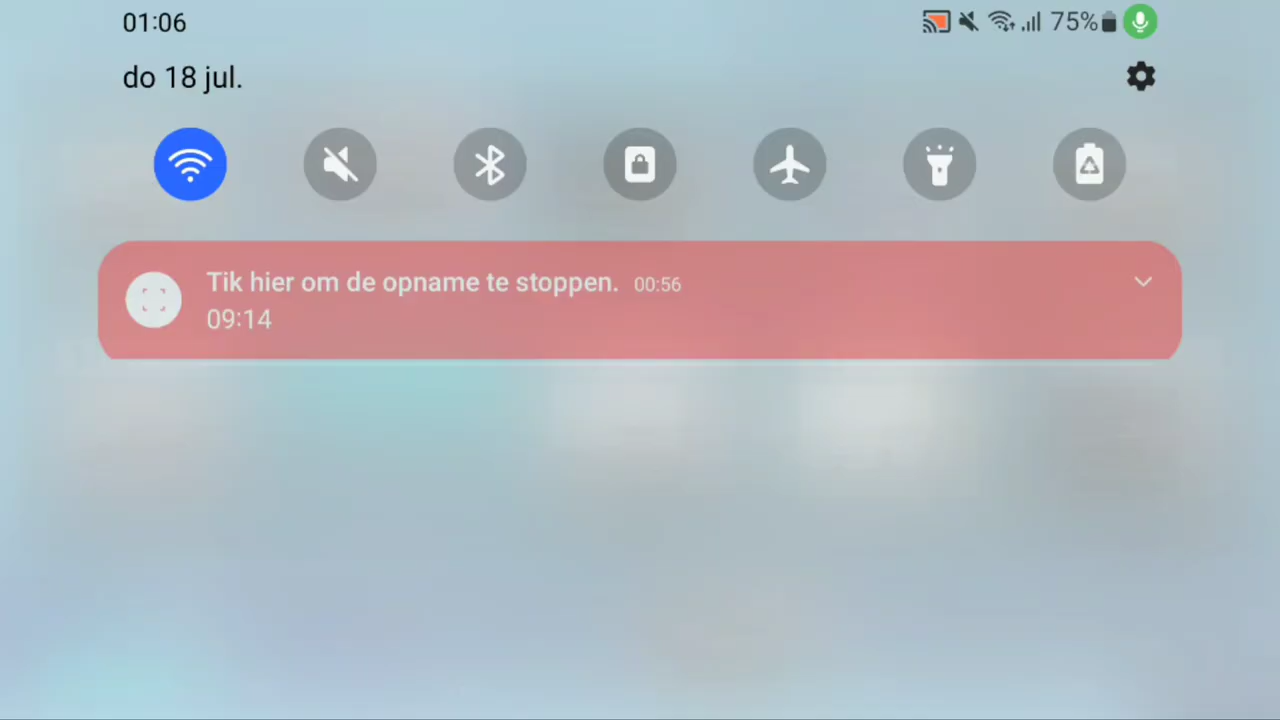 01:06
75%
do 18 jul.
Tik hier om de opname te stoppen. 00:56
09:14